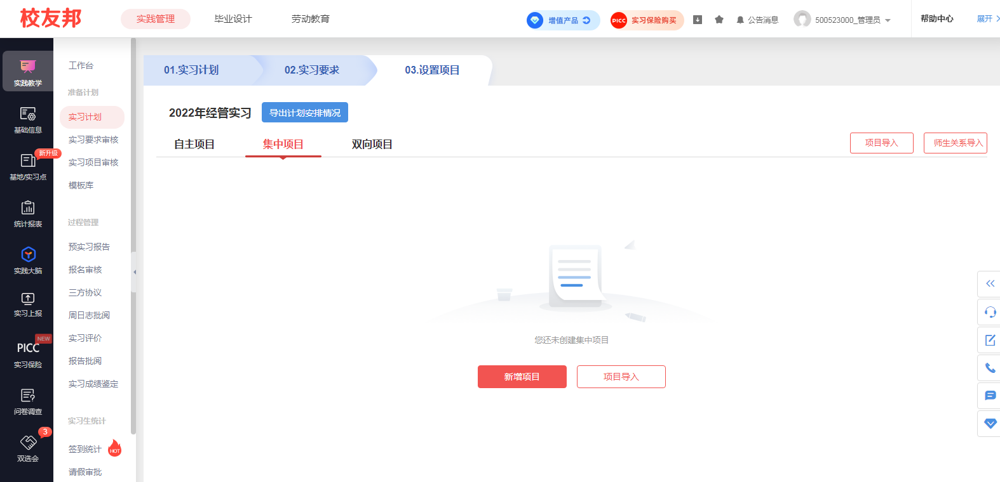 校友邦
实践管理
毕业设计
劳动教育
增值产品
PICC 实习保险购买
公告消息
500523000_管理员
帮助中心
展开
实践教学
基础信息
新升级
基地/实习点
统计报表
实践大脑
实习上报
NEW
PICC
实习保险
问卷调查
3
双选会
工作台
准备计划
实习计划
实习要求审核
实习项目审核
模板库
过程管理
预实习报告
报名审核
三方协议
周日志批阅
实习评价
报告批阅
实习成绩鉴定
实习生统计
签到统计
HOT
请假审批
01.实习计划
02.实习要求
03.设置项目
2022年经管实习
导出计划安排情况
自主项目
集中项目
双向项目
项目导入
师生关系导入
您还未创建集中项目
新增项目
项目导入